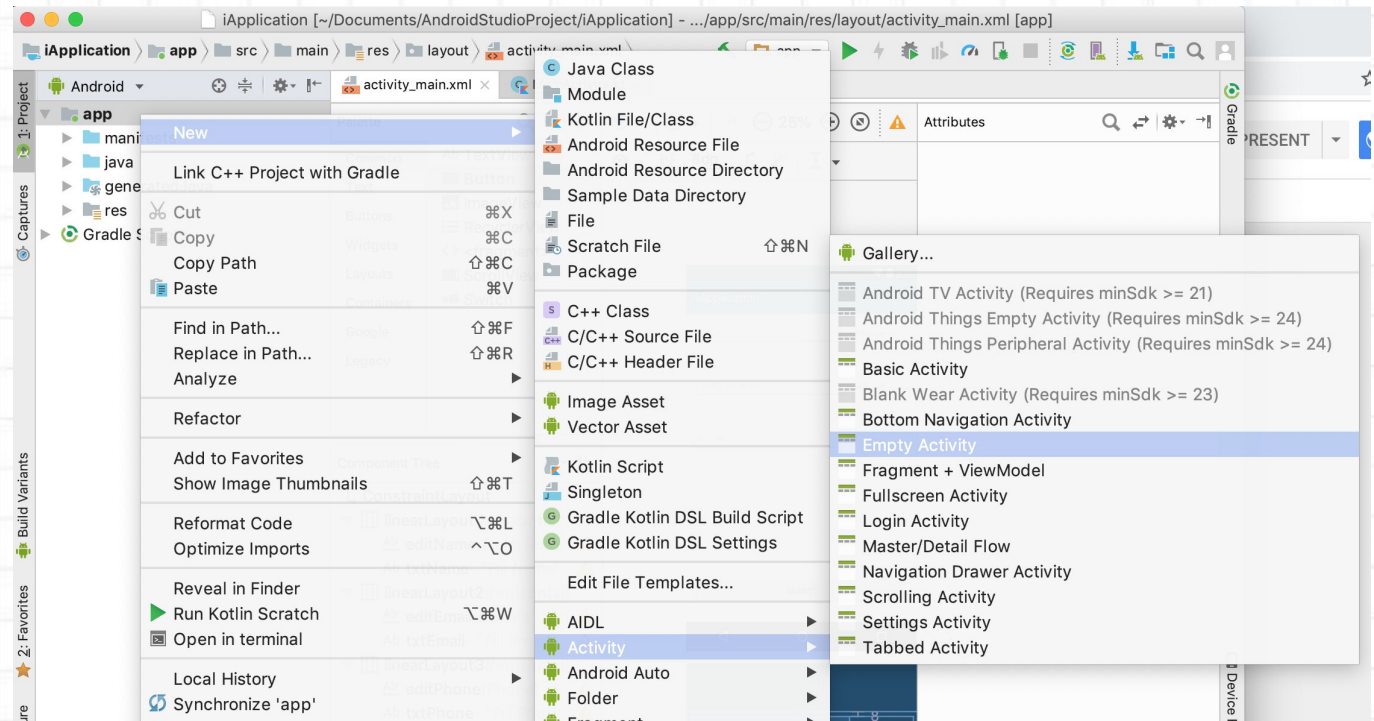 iApplication [~/Documents/AndroidStudioProject/iApplication] - .../app/src/main/res/layout/activity_main.xml [app]
iApplication app src main res layout activity_main.xml app
Android activity_main.xml
1: Project
Captures
Build Variants
2: Favorites
app
java
res
Gradle
New
Link C++ Project with Gradle
Cut ⌘X
Copy ⌘C
Copy Path ⇧⌘C
Paste ⌘V
Find in Path... ⇧⌘F
Replace in Path... ⇧⌘R
Analyze
Refactor
Add to Favorites
Show Image Thumbnails ⇧⌘T
Reformat Code ⌥⌘L
Optimize Imports ^⌥O
Reveal in Finder
Run Kotlin Scratch ⌥⌘W
Open in terminal
Local History
Synchronize 'app'
Java Class
Module
Kotlin File/Class
Android Resource File
Android Resource Directory
Sample Data Directory
File
Scratch File ⇧⌘N
Package
C++ Class
C/C++ Source File
C/C++ Header File
Image Asset
Vector Asset
Kotlin Script
Singleton
Gradle Kotlin DSL Build Script
Gradle Kotlin DSL Settings
Edit File Templates...
AIDL
Activity
Android Auto
Folder
Fragment
Gallery...
Android TV Activity (Requires minSdk >= 21)
Android Things Empty Activity (Requires minSdk >= 24)
Android Things Peripheral Activity (Requires minSdk >= 24)
Basic Activity
Blank Wear Activity (Requires minSdk >= 23)
Bottom Navigation Activity
Empty Activity
Fragment + ViewModel
Fullscreen Activity
Login Activity
Master/Detail Flow
Navigation Drawer Activity
Scrolling Activity
Settings Activity
Tabbed Activity
25%
Attributes
Gradle
PRESENT
Device